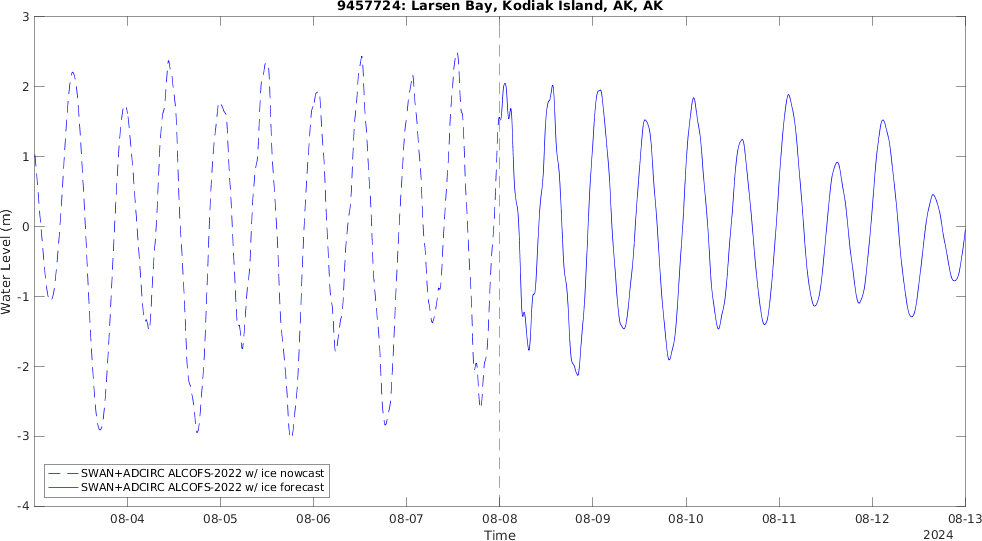 9457724: Larsen Bay, Kodiak Island, AK, AK
3
2
1
0
-1
-2
-3
-4
Water Level (m)
SWAN+ADCIRC ALCOFS-2022 w/ ice nowcast
SWAN+ADCIRC ALCOFS-2022 w/ ice forecast
08-04 08-05 08-06 08-07 08-08 08-09 08-10 08-11 08-12 08-13
Time
2024